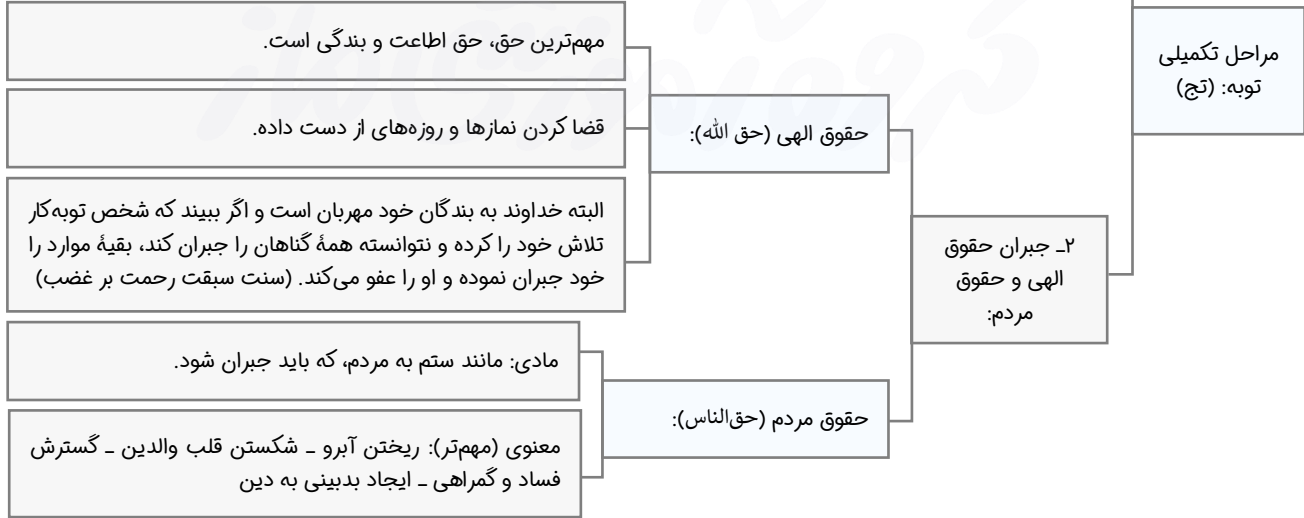 مراحل تکمیلی
توبه: (تج)
۲ـ جبران حقوق
الهی و حقوق
مردم:
حقوق الهی (حق الله):
مهم‌ترین حق، حق اطاعت و بندگی است.
قضا کردن نمازها و روزه‌های از دست داده.
البته خداوند به بندگان خود مهربان است و اگر ببیند که شخص توبه‌کار
تلاش خود را کرده و نتوانسته همهٔ گناهان را جبران کند، بقیهٔ موارد را
خود جبران نموده و او را عفو می‌کند. (سنت سبقت رحمت بر غضب)
حقوق مردم (حق‌الناس):
مادی: مانند ستم به مردم، که باید جبران شود.
معنوی (مهم‌تر): ریختن آبرو ـ شکستن قلب والدین ـ گسترش
فساد و گمراهی ـ ایجاد بدبینی به دین